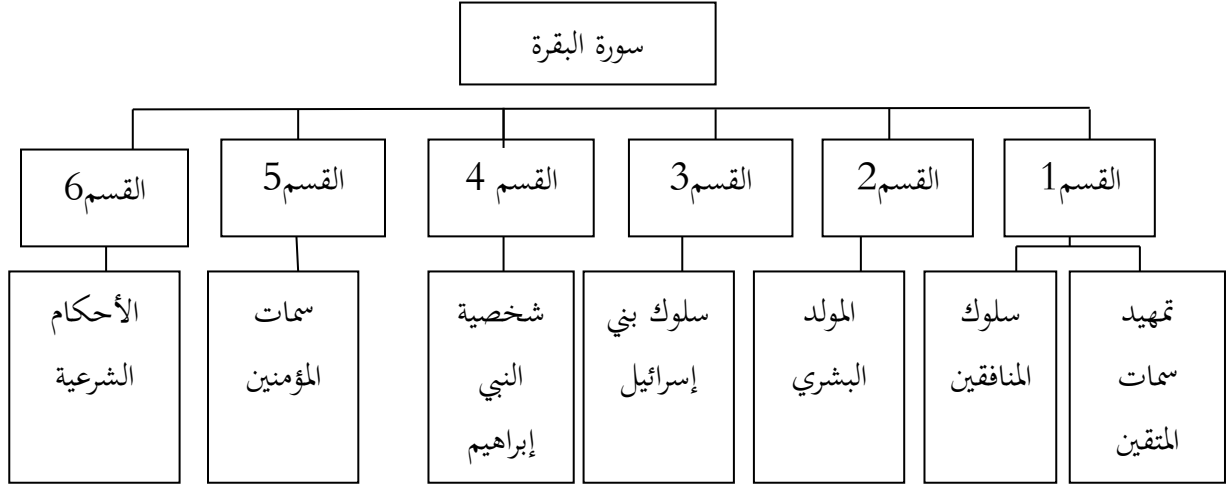 سورة البقرة
القسم1
القسم2
القسم3
القسم 4
القسم5
القسم6
تمهيد
سمات
المتقين
سلوك
المنافقين
المولد
البشري
سلوك بني
إسرائيل
شخصية
النبي
إبراهيم
سمات
المؤمنين
الأحكام
الشرعية